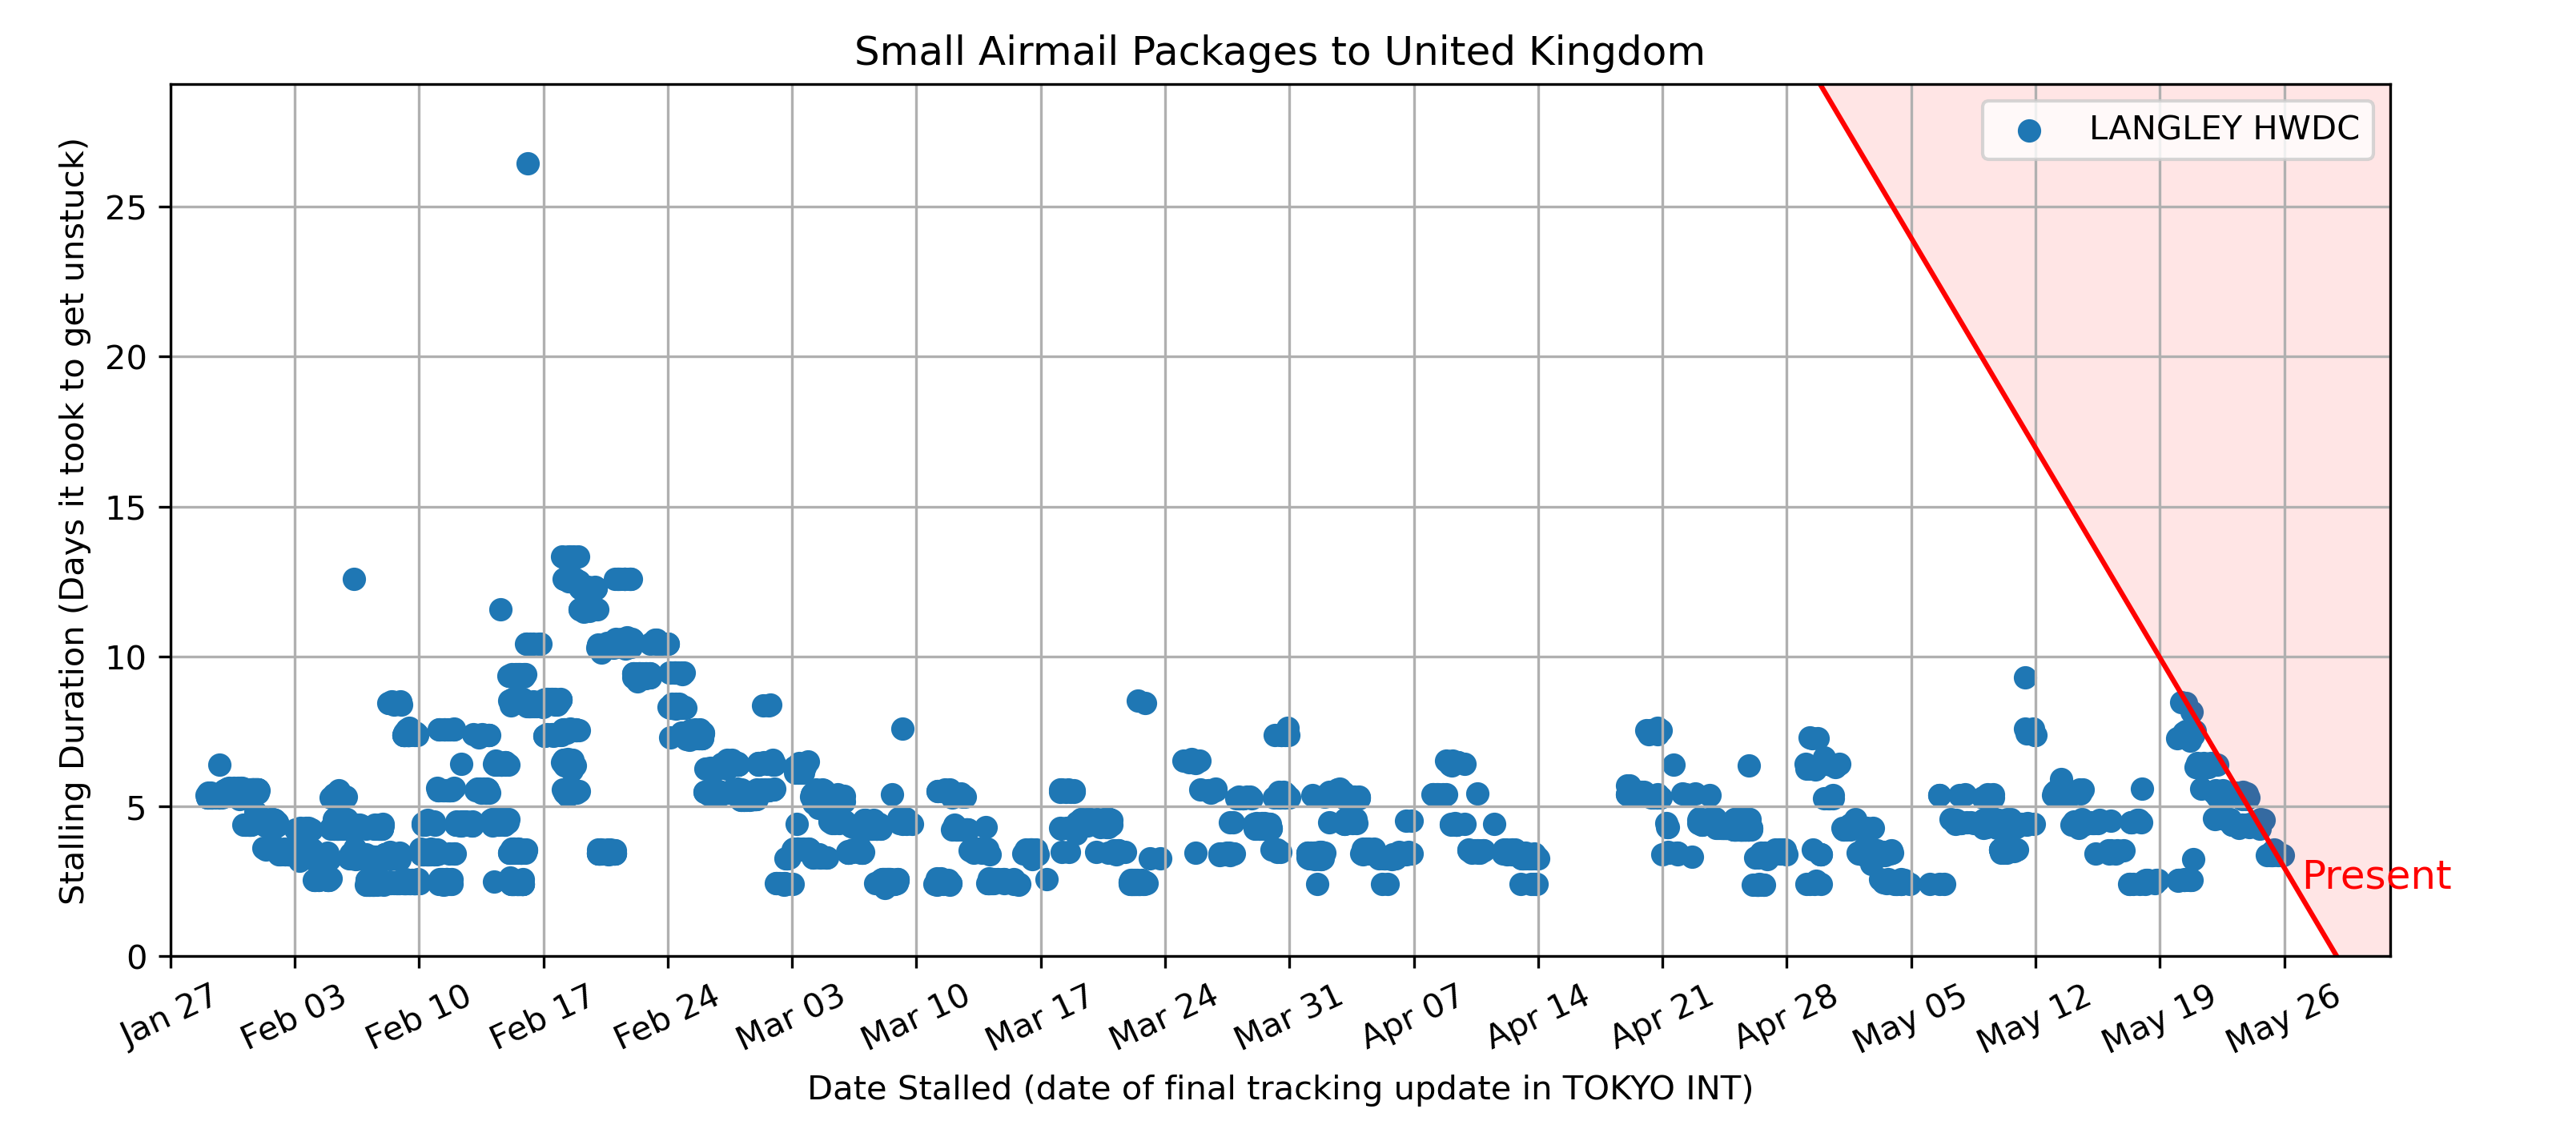 Small Airmail Packages to United Kingdom
LANGLEY HWDC
Stalling Duration (Days it took to get unstuck)
25
20
15
10
5
0
Present
Jan 27
Feb 03
Feb 10
Feb 17
Feb 24
Mar 03
Mar 10
Mar 17
Mar 24
Mar 31
Apr 07
Apr 14
Apr 21
Apr 28
May 05
May 12
May 19
May 26
Date Stalled (date of final tracking update in TOKYO INT)